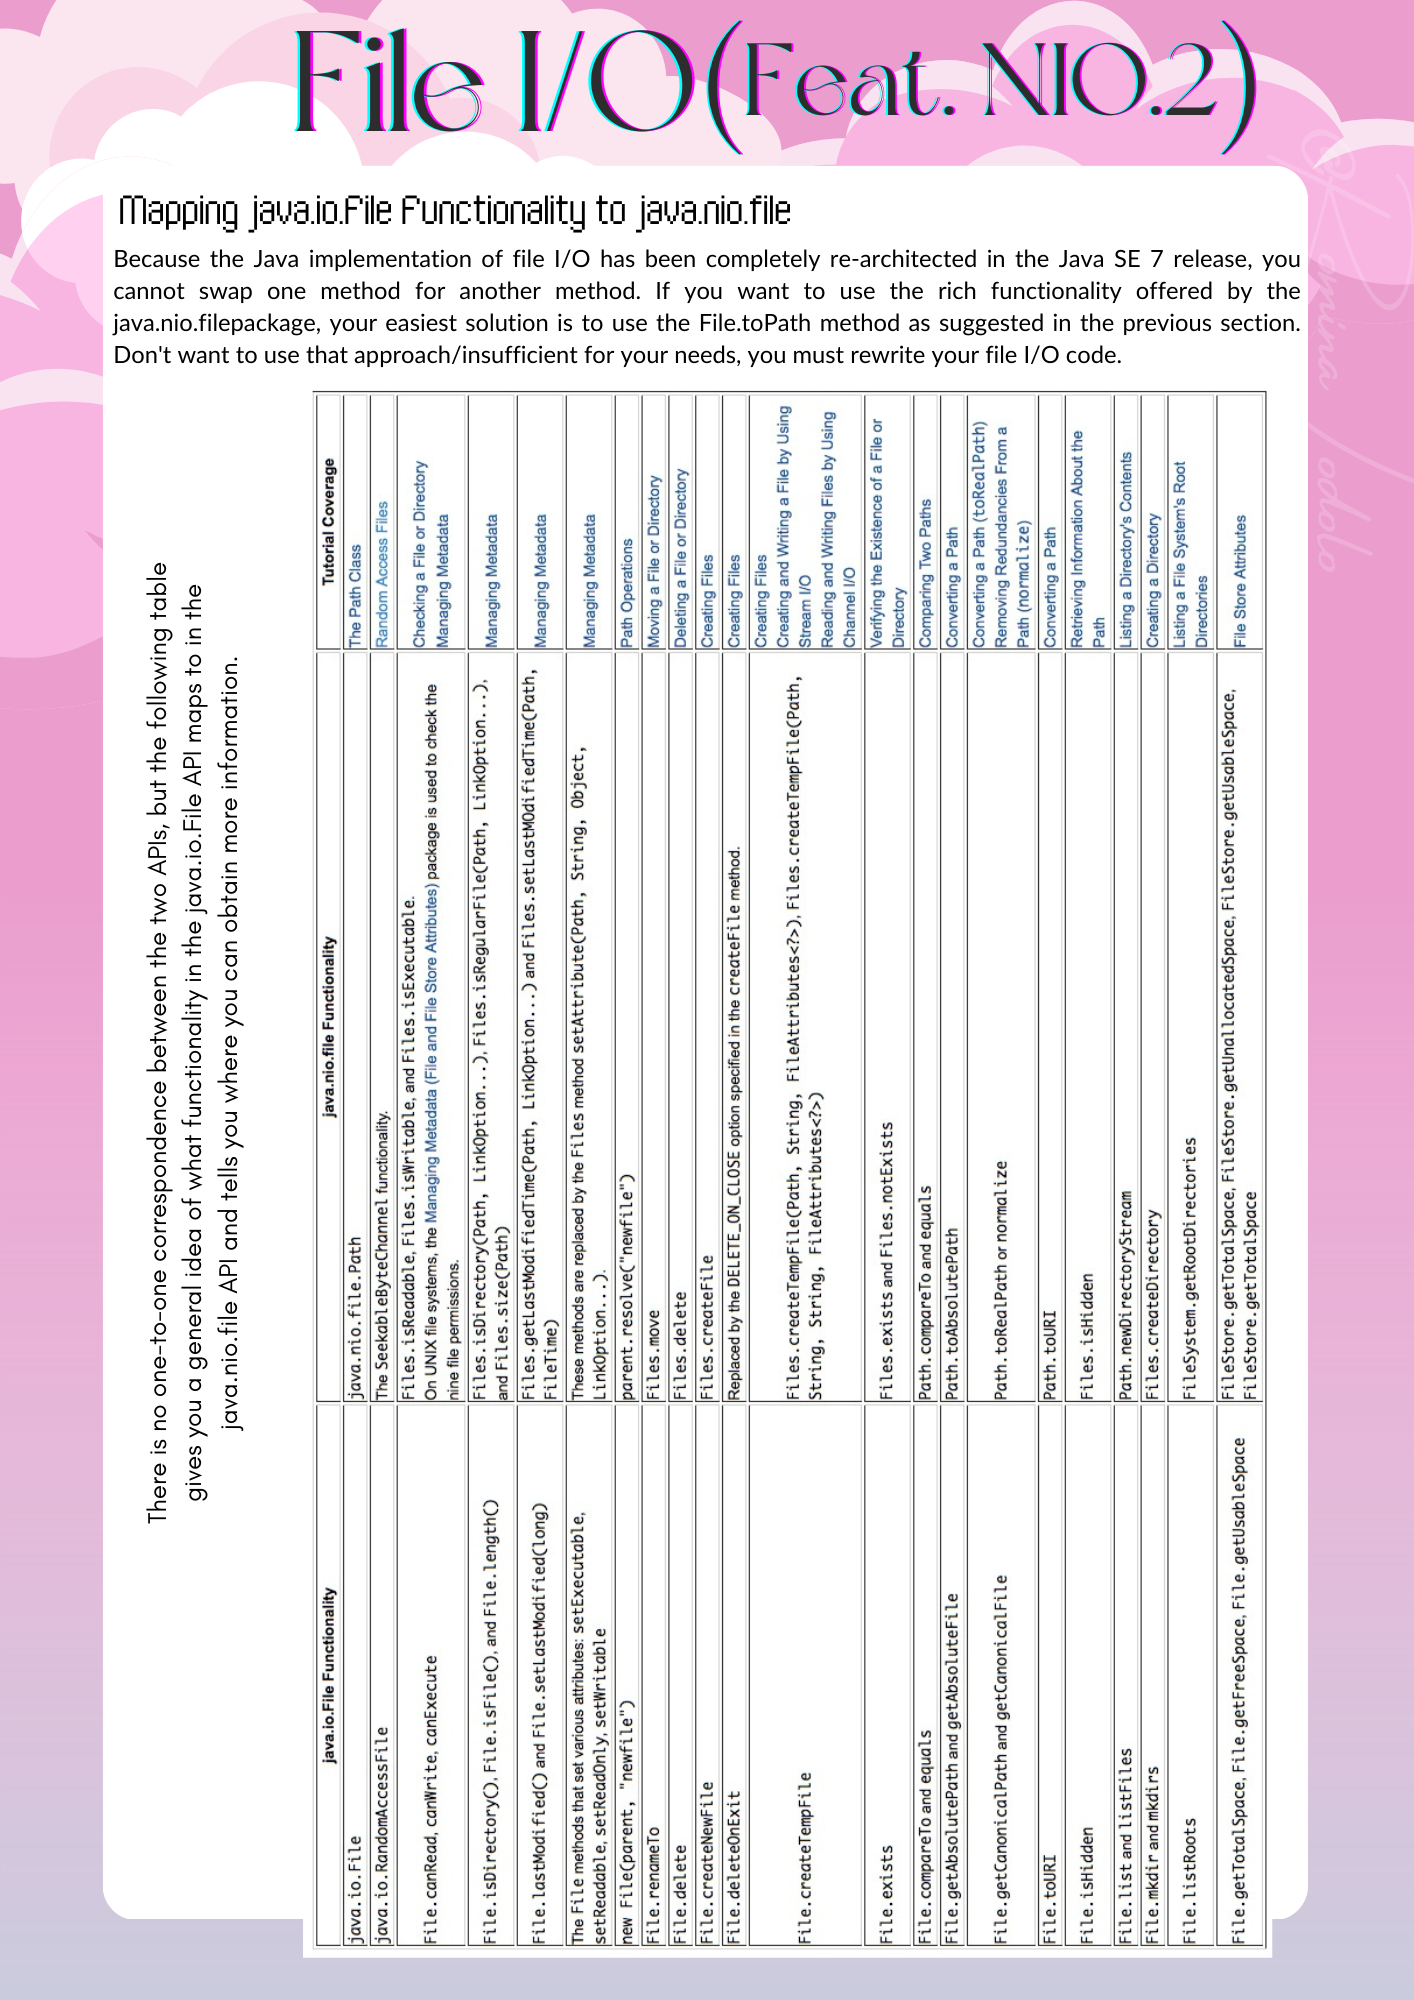 File I/O(Feat. NIO.2)
Mapping java.io.File Functionality to java.nio.file
Because the Java implementation of file I/O has been completely re-architected in the Java SE 7 release, you
cannot swap one method for another method. If you want to use the rich functionality offered by the
java.nio.filepackage, your easiest solution is to use the File.toPath method as suggested in the previous section.
Don't want to use that approach/insufficient for your needs, you must rewrite your file I/O code.
There is no one-to-one correspondence between the two APIs, but the following table
gives you a general idea of what functionality in the java.io.File API maps to in the
java.nio.file API and tells you where you can obtain more information.
java.io.File Functionality
java.nio.file Functionality
Tutorial Coverage
java.io.File
java.nio.file.Path
The Path Class
java.io.RandomAccessFile
The SeekableByteChannel functionality.
Random Access Files
File.canRead, canWrite, canExecute
Files.isReadable, Files.isWritable, and Files.isExecutable.
On UNIX file systems, the Managing Metadata (File and File Store Attributes) package is used to check the
nine file permissions.
Checking a File or Directory
Managing Metadata
File.isDirectory(), File.isFile(), and File.length()
Files.isDirectory(Path, LinkOption...), Files.isRegularFile(Path, LinkOption...),
and Files.size(Path)
Managing Metadata
File.lastModified() and File.setLastModified(long)
Files.getLastModifiedTime(Path, LinkOption...) and Files.setLastMOdifiedTime(Path,
FileTime)
Managing Metadata
The File methods that set various attributes: setExecutable,
setReadable, setReadOnly, setWritable
These methods are replaced by the Files method setAttribute(Path, String, Object,
LinkOption...).
Managing Metadata
new File(parent, "newfile")
parent.resolve("newfile")
Path Operations
File.renameTo
Files.move
Moving a File or Directory
File.delete
Files.delete
Deleting a File or Directory
File.createNewFile
Files.createFile
Creating Files
File.deleteOnExit
Replaced by the DELETE_ON_CLOSE option specified in the createFile method.
Creating Files
File.createTempFile
Files.createTempFile(Path, String, FileAttributes<?>), Files.createTempFile(Path,
String, String, FileAttributes<?>)
Creating Files
Creating and Writing a File by Using
Stream I/O
Reading and Writing Files by Using
Channel I/O
File.exists
Files.exists and Files.notExists
Verifying the Existence of a File or
Directory
File.compareTo and equals
Path.compareTo and equals
Comparing Two Paths
File.getAbsolutePath and getAbsoluteFile
Path.toAbsolutePath
Converting a Path
File.getCanonicalPath and getCanonicalFile
Path.toRealPath or normalize
Converting a Path (toRealPath)
Removing Redundancies From a
Path (normalize)
File.toURI
Path.toURI
Converting a Path
File.isHidden
Files.isHidden
Retrieving Information About the
Path
File.list and listFiles
Path.newDirectoryStream
Listing a Directory's Contents
File.mkdir and mkdirs
Files.createDirectory
Creating a Directory
File.listRoots
FileSystem.getRootDirectories
Listing a File System's Root
Directories
File.getTotalSpace, File.getFreeSpace, File.getUsableSpace
FileStore.getTotalSpace, FileStore.getUnallocatedSpace, FileStore.getUsableSpace,
FileStore.getTotalSpace
File Store Attributes